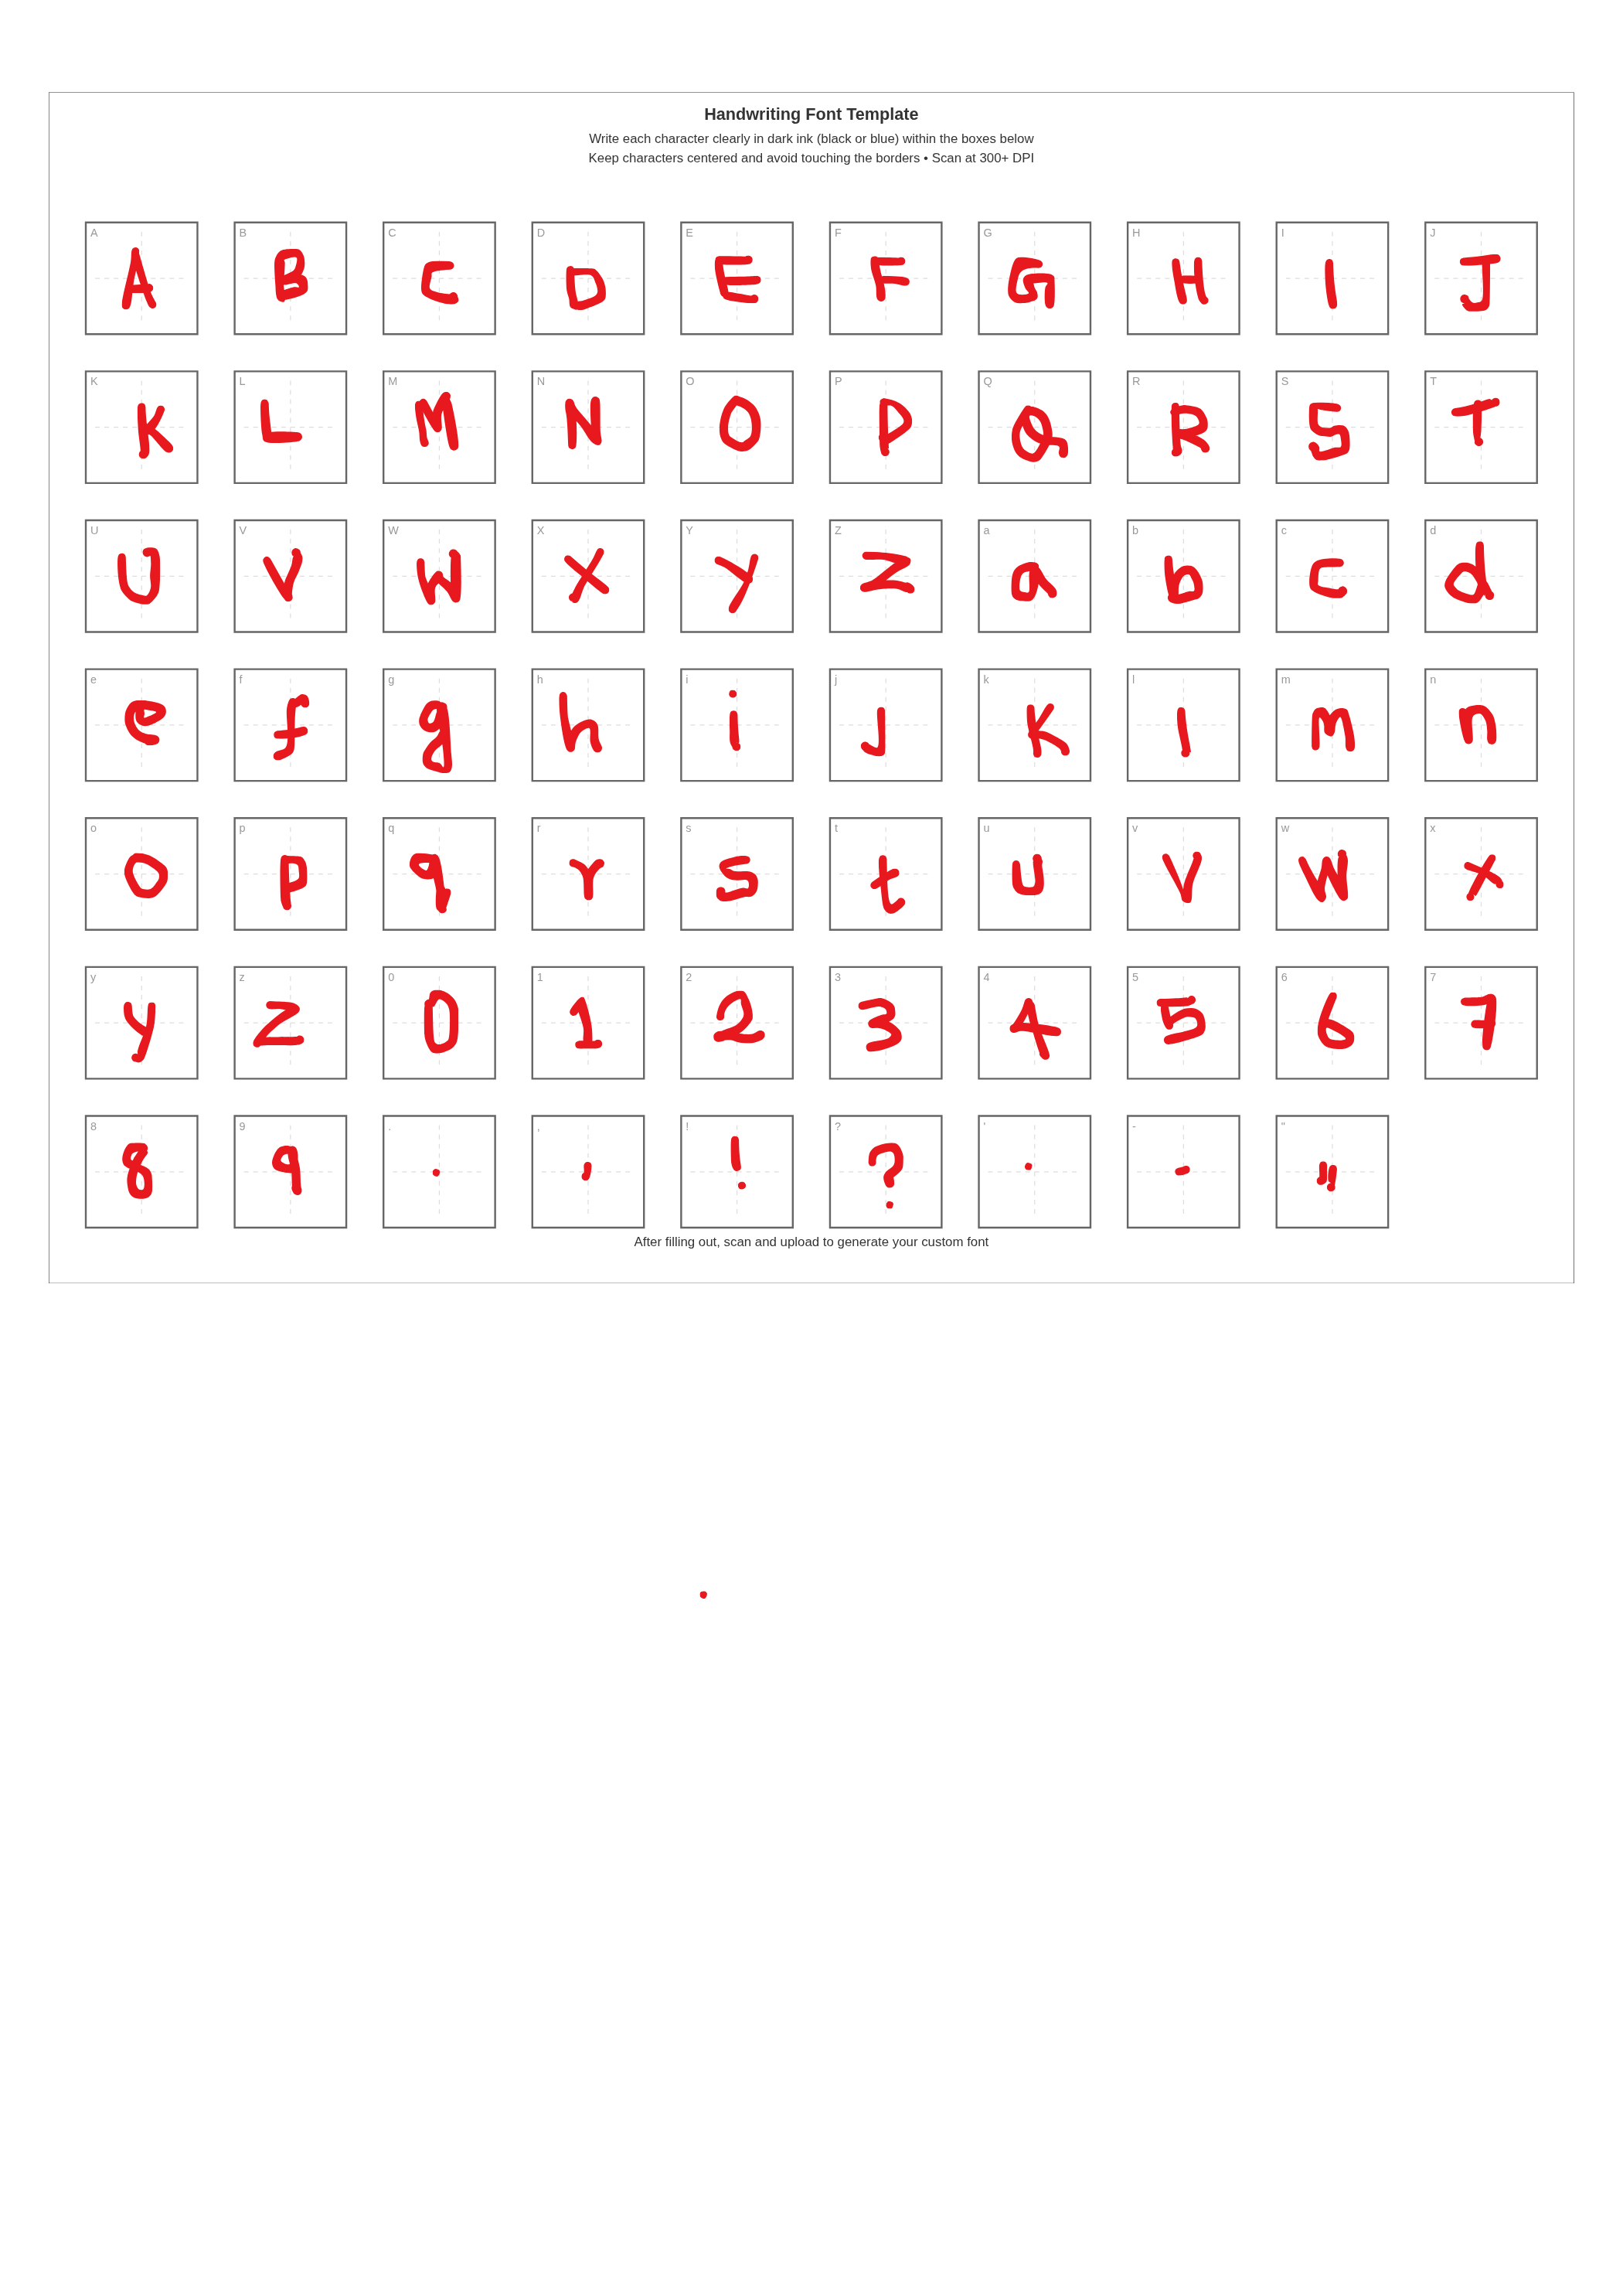 Handwriting Font Template
Write each character clearly in dark ink (black or blue) within the boxes below
Keep characters centered and avoid touching the borders • Scan at 300+ DPI
A B C D E F G H I J
A B C D E F G H I J
K L M N O P Q R S T
K L M N O P Q R S T
U V W X Y Z a b c d
U V W X Y Z a b c d
e f g h i j k l m n
e f g h i j k l m n
o p q r s t u v w x
o p q r s t u v w x
y z 0 1 2 3 4 5 6 7
y z 0 1 2 3 4 5 6 7
8 9 . , ! ? ' - "
8 9 . , ! ? ' - "
After filling out, scan and upload to generate your custom font